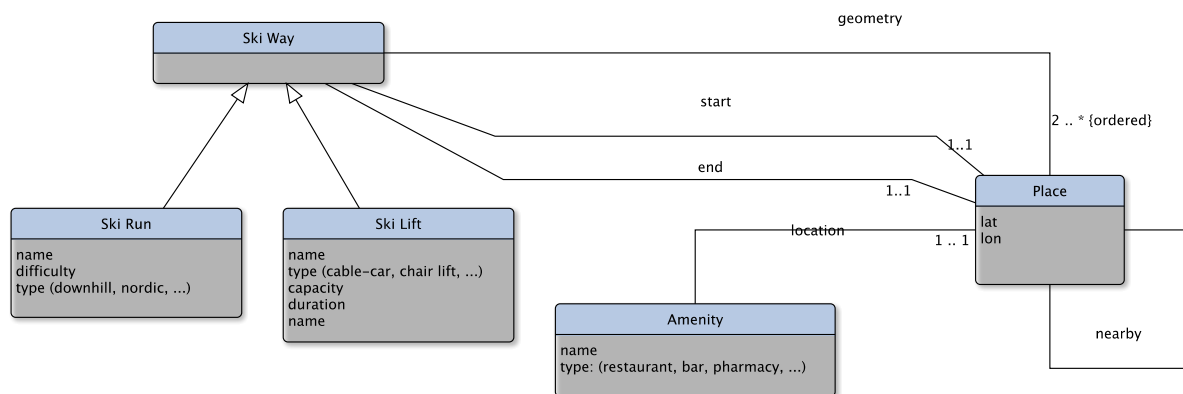 geometry
Ski Way
start
2 .. * {ordered}
1..1
end
1..1
Place
lat
lon
Ski Run
name
difficulty
type (downhill, nordic, ...)
Ski Lift
name
type (cable-car, chair lift, ...)
capacity
duration
name
location
1 .. 1
Amenity
name
type: (restaurant, bar, pharmacy, ...)
nearby